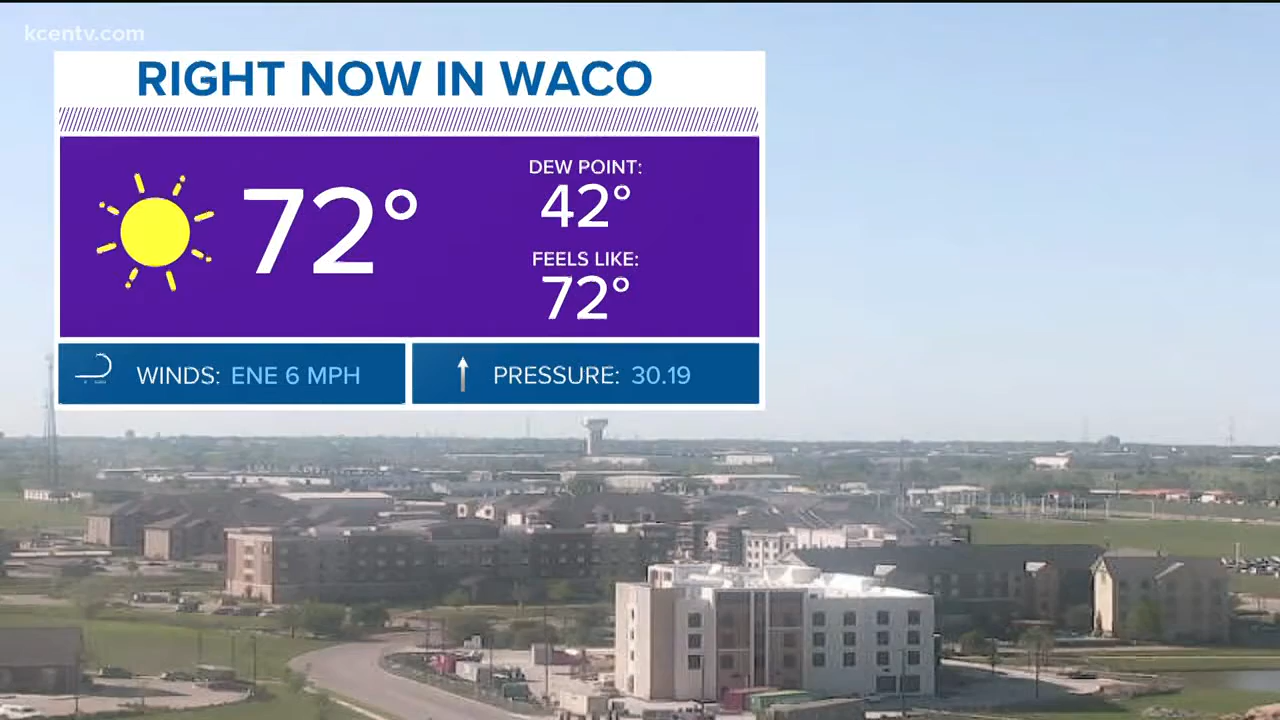 kcentv.com
RIGHT NOW IN WACO
72°
DEW POINT:
42°
FEELS LIKE:
72°
WINDS: ENE 6 MPH
PRESSURE: 30.19